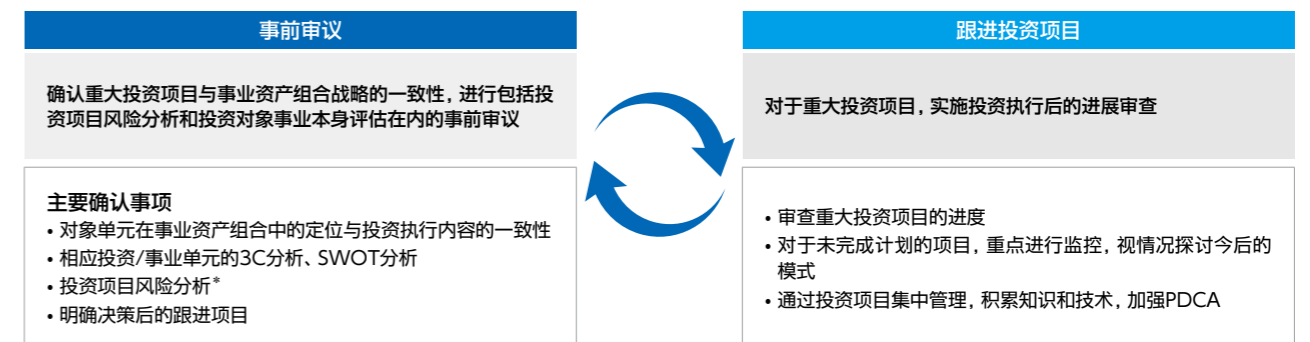 事前审议
确认重大投资项目与事业资产组合战略的一致性，进行包括投
资项目风险分析和投资对象事业本身评估在内的事前审议
主要确认事项
• 对象单元在事业资产组合中的定位与投资执行内容的一致性
• 相应投资/事业单元的3C分析、SWOT分析
• 投资项目风险分析*
• 明确决策后的跟进项目
跟进投资项目
对于重大投资项目，实施投资执行后的进展审查
• 审查重大投资项目的进度
• 对于未完成计划的项目，重点进行监控，视情况探讨今后的
模式
• 通过投资项目集中管理，积累知识和技术，加强PDCA